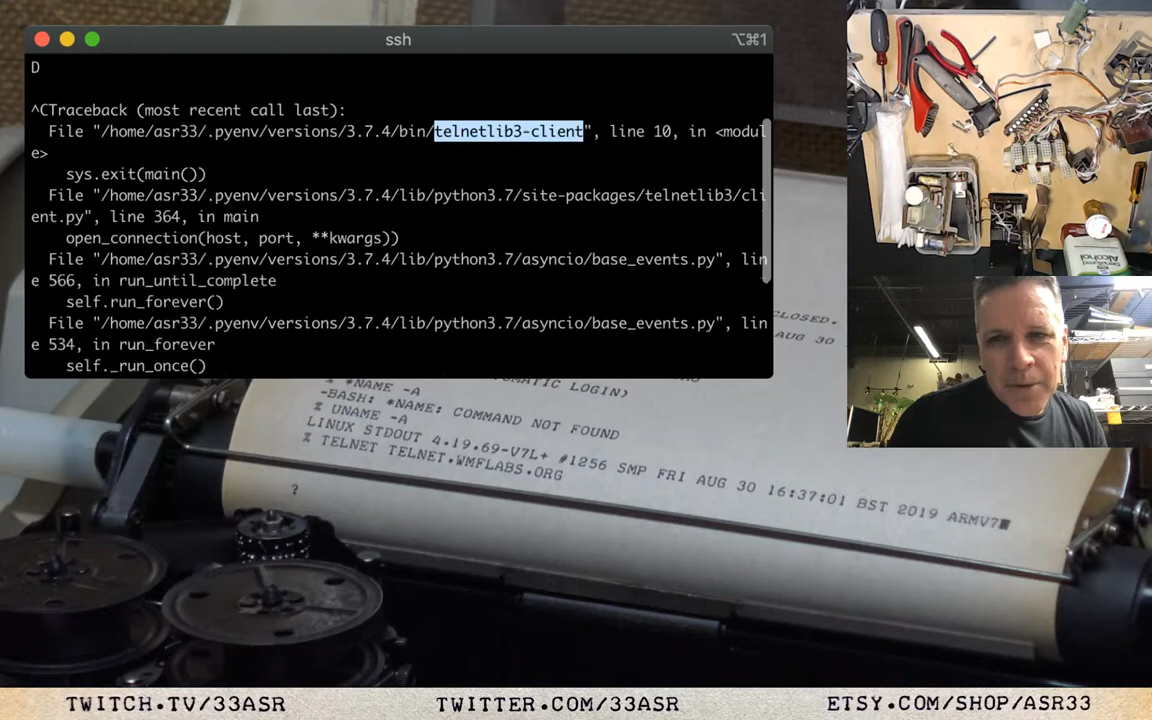 ssh
⌥⌘1
D
^CTraceback (most recent call last):
File "/home/asr33/.pyenv/versions/3.7.4/bin/telnetlib3-client", line 10, in <modul
e>
sys.exit(main())
File "/home/asr33/.pyenv/versions/3.7.4/lib/python3.7/site-packages/telnetlib3/cli
ent.py", line 364, in main
open_connection(host, port, **kwargs))
File "/home/asr33/.pyenv/versions/3.7.4/lib/python3.7/asyncio/base_events.py", lin
e 566, in run_until_complete
self.run_forever()
File "/home/asr33/.pyenv/versions/3.7.4/lib/python3.7/asyncio/base_events.py", lin
e 534, in run_forever
self._run_once()
CLOSED.
AUG 30
LOGIN)
% *NAME -A
-BASH: *NAME: COMMAND NOT FOUND
% UNAME -A
LINUX STDOUT 4.19.69-V7L+ #1256 SMP FRI AUG 30 16:37:01 BST 2019 ARMV7
% TELNET TELNET.WMFLABS.ORG
?
Alcohol
TWITCH.TV/33ASR
TWITTER.COM/33ASR
ETSY.COM/SHOP/ASR33